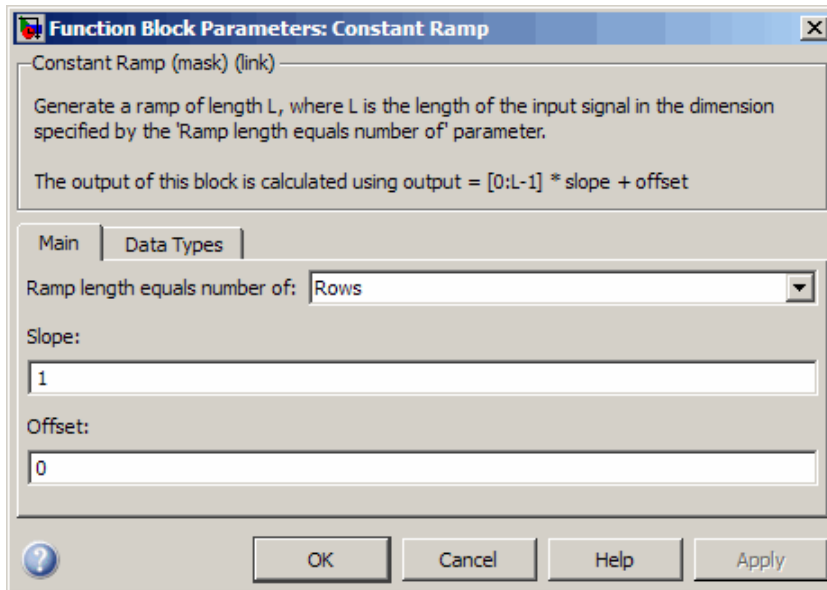 Function Block Parameters: Constant Ramp
Constant Ramp (mask) (link)
Generate a ramp of length L, where L is the length of the input signal in the dimension
specified by the 'Ramp length equals number of' parameter.
The output of this block is calculated using output = [0:L-1] * slope + offset
Main Data Types
Ramp length equals number of: Rows
Slope:
1
Offset:
0
? OK Cancel Help Apply